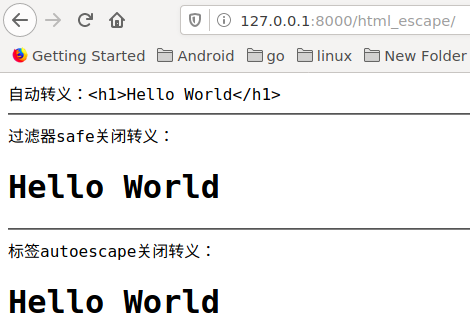 127.0.0.1:8000/html_escape/
Getting Started Android go linux New Folder
自动转义：<h1>Hello World</h1>
过滤器safe关闭转义：
Hello World
标签autoescape关闭转义：
Hello World